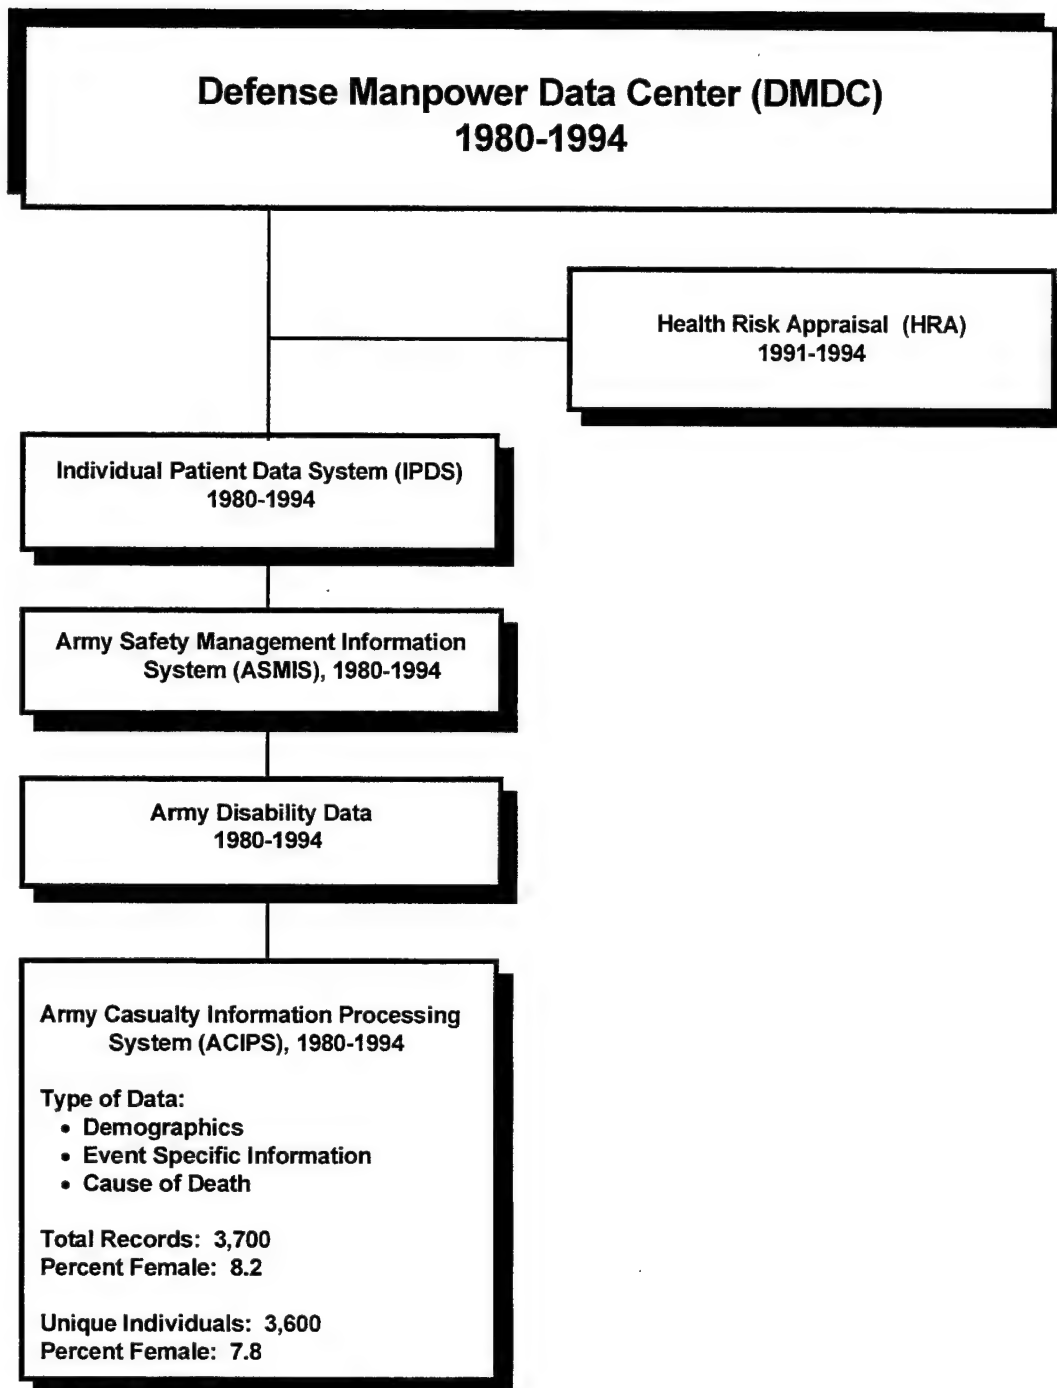 Defense Manpower Data Center (DMDC)
1980-1994
Health Risk Appraisal (HRA)
1991-1994
Individual Patient Data System (IPDS)
1980-1994
Army Safety Management Information
System (ASMIS), 1980-1994
Army Disability Data
1980-1994
Army Casualty Information Processing
System (ACIPS), 1980-1994
Type of Data:
• Demographics
• Event Specific Information
• Cause of Death
Total Records: 3,700
Percent Female: 8.2
Unique Individuals: 3,600
Percent Female: 7.8